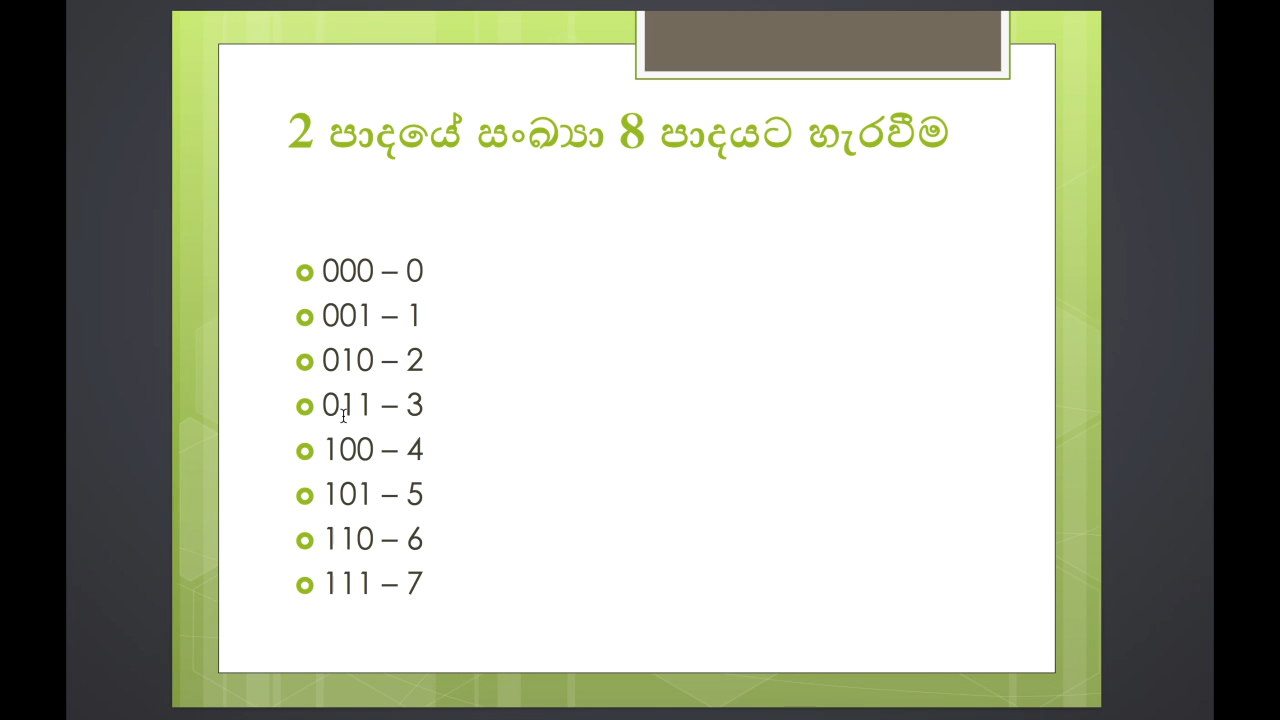 2 පාදයේ සංඛ්‍යා 8 පාදයට හැරවීම
000 – 0
001 – 1
010 – 2
011 – 3
100 – 4
101 – 5
110 – 6
111 – 7